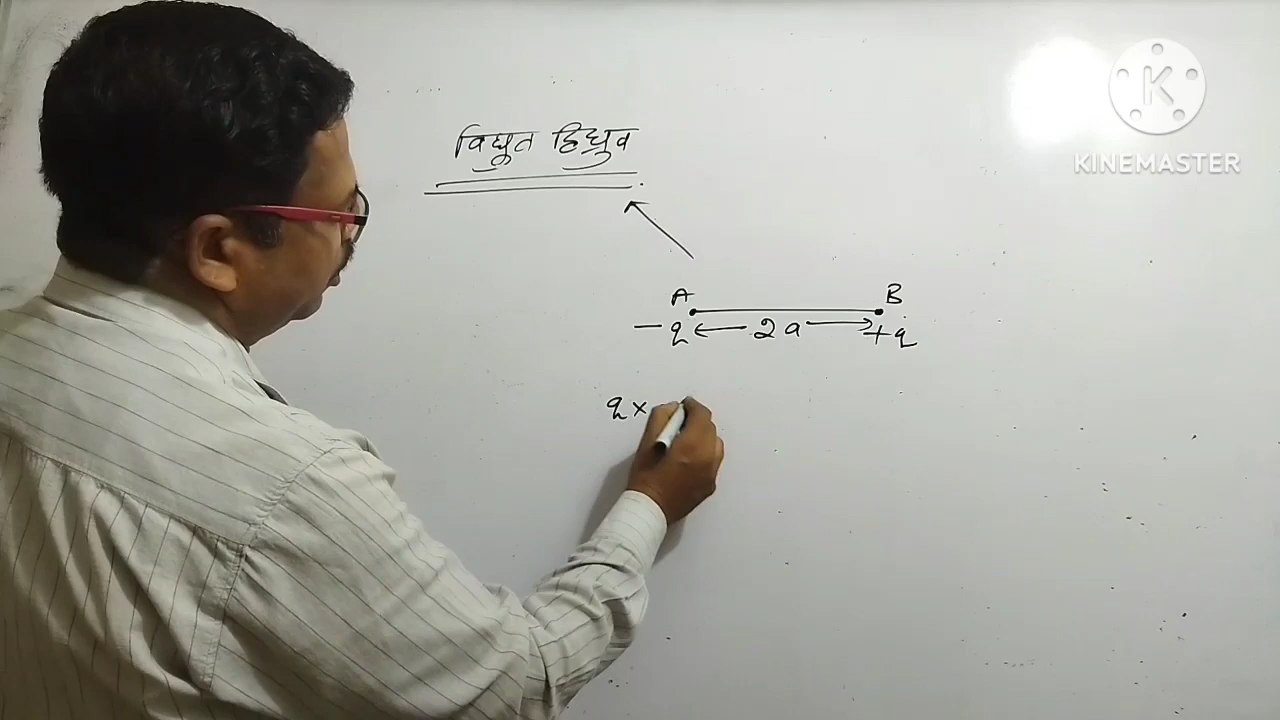 विद्युत द्विध्रुव
A B
- q ← 2a → +q
q ×
K
KINEMASTER